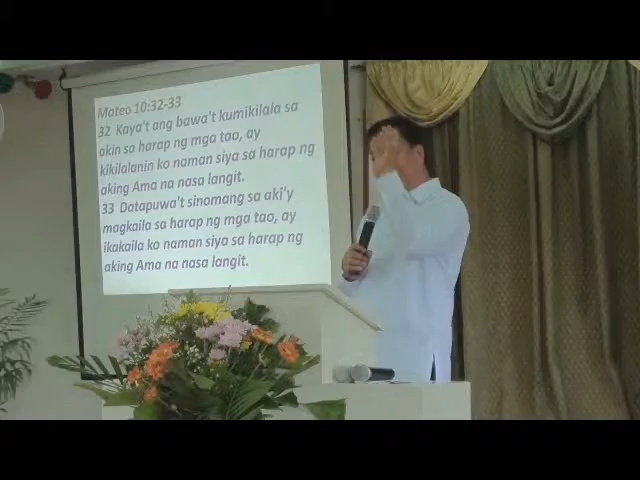 Mateo 10:32-33
32 Kaya't ang bawa't kumikilala sa
akin sa harap ng mga tao, ay
kikilalanin ko naman siya sa harap ng
aking Ama na nasa langit.
33 Datapuwa't sinomang sa aki'y
magkaila sa harap ng mga tao, ay
ikakaila ko naman siya sa harap ng
aking Ama na nasa langit.